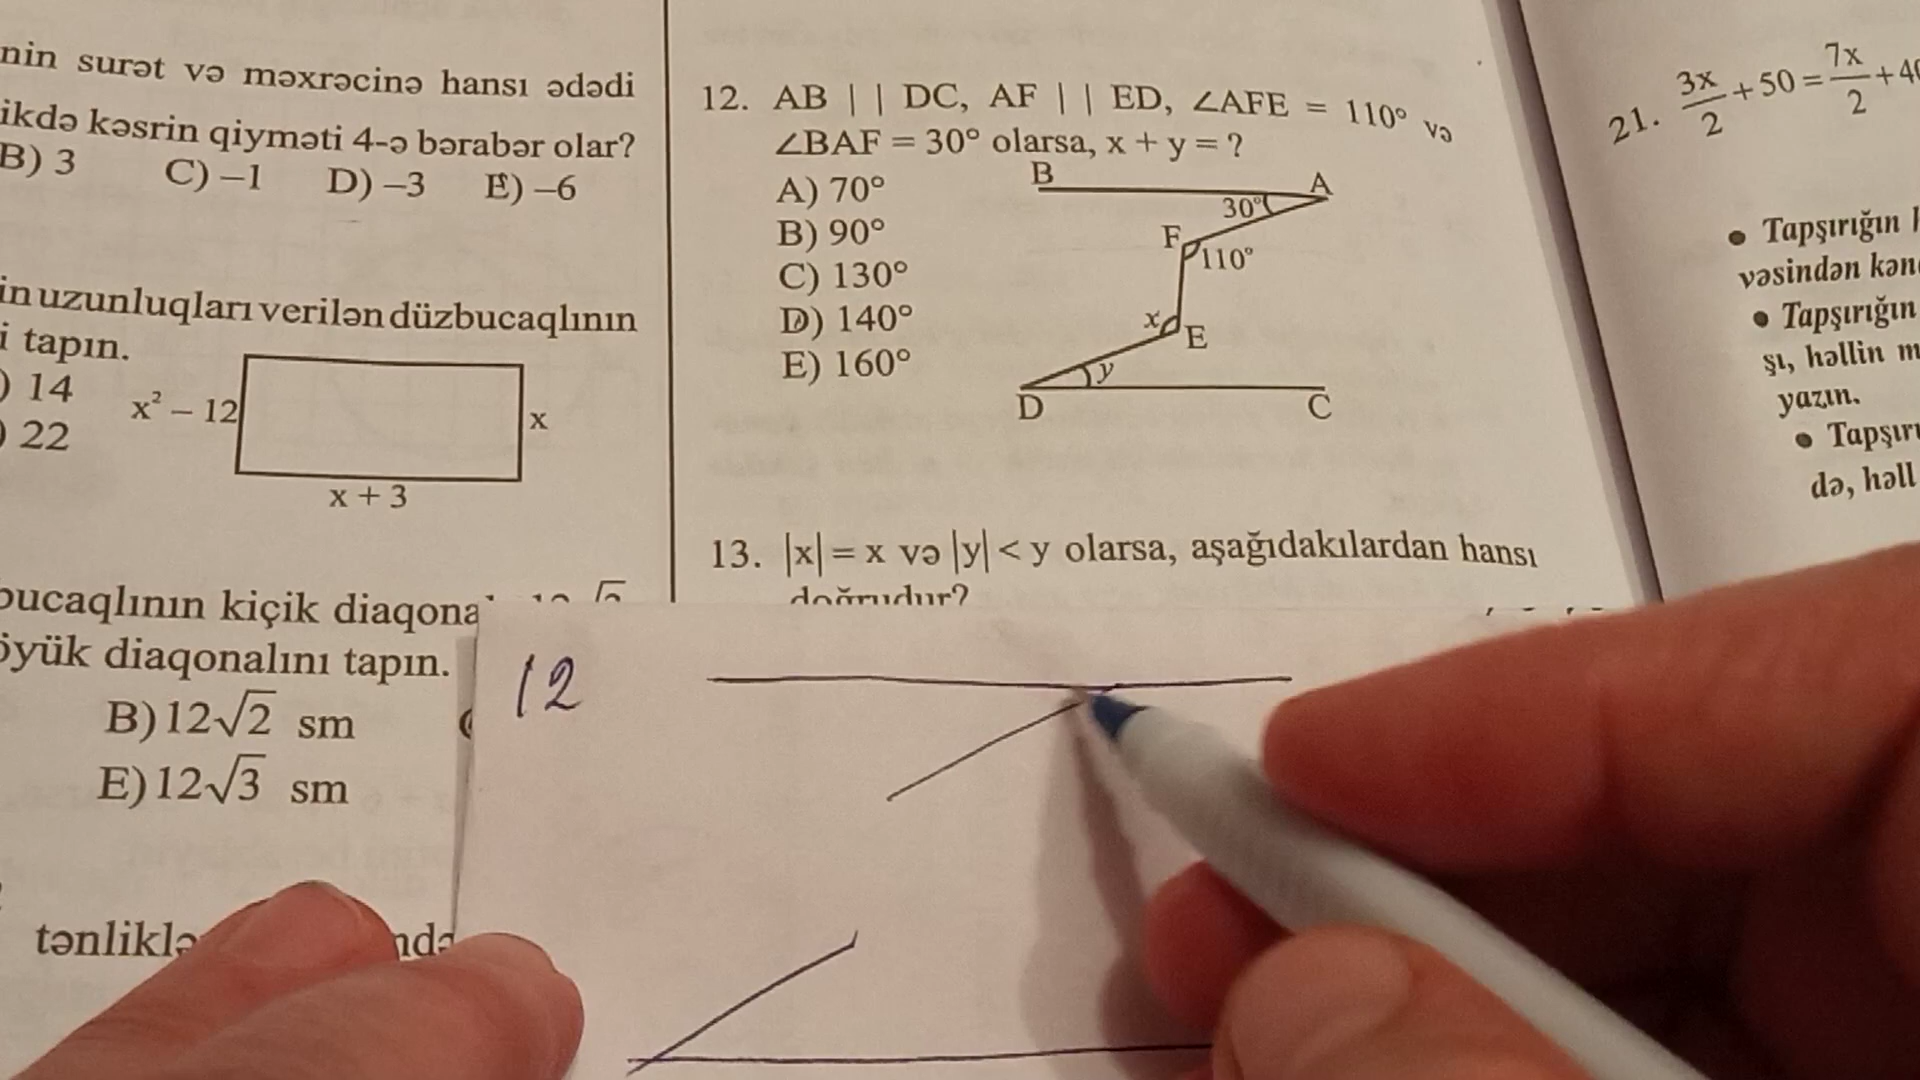 nin surət və məxrəcinə hansı ədədi
ikdə kəsrin qiyməti 4-ə bərabər olar?
B) 3 C) –1 D) –3 E) –6
in uzunluqları verilən düzbucaqlının
i tapın.
) 14
) 22
x² – 12
x
x + 3
bucaqlının kiçik diaqona
öyük diaqonalını tapın.
B) 12√2 sm
E) 12√3 sm
tənliklə
12. AB | | DC, AF | | ED, ∠AFE = 110° və
∠BAF = 30° olarsa, x + y = ?
A) 70°
B) 90°
C) 130°
D) 140°
E) 160°
B A
30°
F
110°
x
E
y
D C
13. |x| = x və |y| < y olarsa, aşağıdakılardan hansı
doğrudur?
12
21. 3x/2 + 50 = 7x/2 + 40
• Tapşırığın
vəsindən kən
• Tapşırığın
şı, həllin m
yazın.
• Tapşırı
də, həll